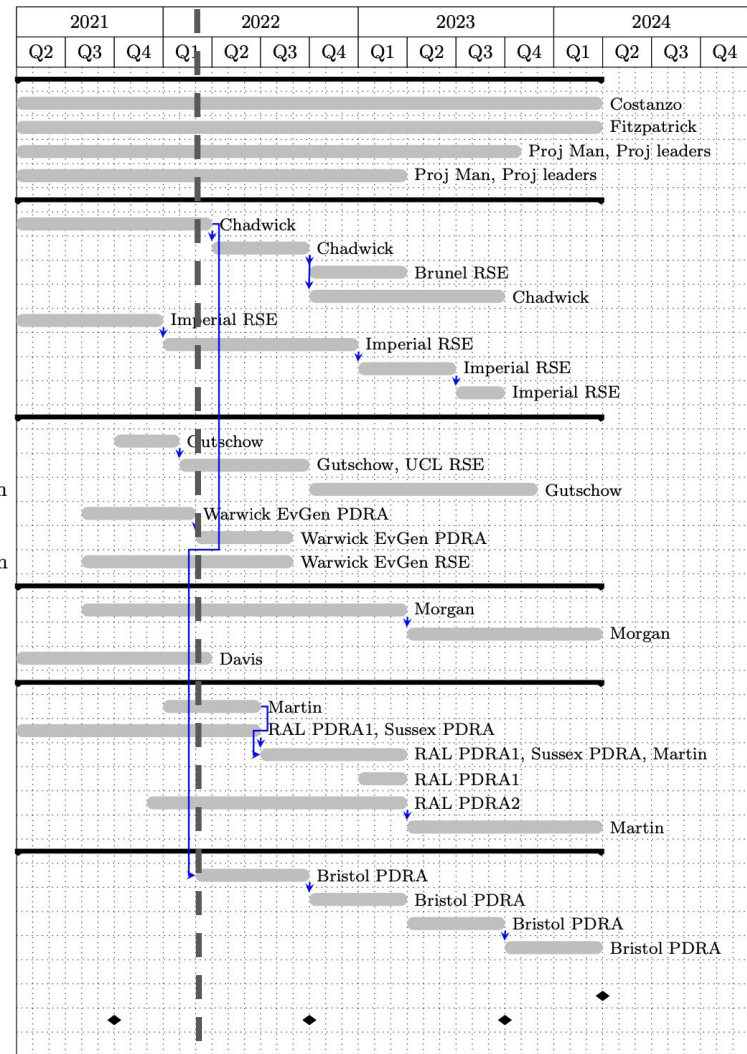 2021 2022 2023 2024
Q2 Q3 Q4 Q1 Q2 Q3 Q4 Q1 Q2 Q3 Q4 Q1 Q2 Q3 Q4
Costanzo
Fitzpatrick
Proj Man, Proj leaders
Proj Man, Proj leaders
Chadwick
Chadwick
Brunel RSE
Chadwick
Imperial RSE
Imperial RSE
Imperial RSE
Imperial RSE
Gutschow
Gutschow, UCL RSE
Gutschow
Warwick EvGen PDRA
Warwick EvGen PDRA
Warwick EvGen RSE
Morgan
Morgan
Davis
Martin
RAL PDRA1, Sussex PDRA
RAL PDRA1, Sussex PDRA, Martin
RAL PDRA1
RAL PDRA2
Martin
Bristol PDRA
Bristol PDRA
Bristol PDRA
Bristol PDRA